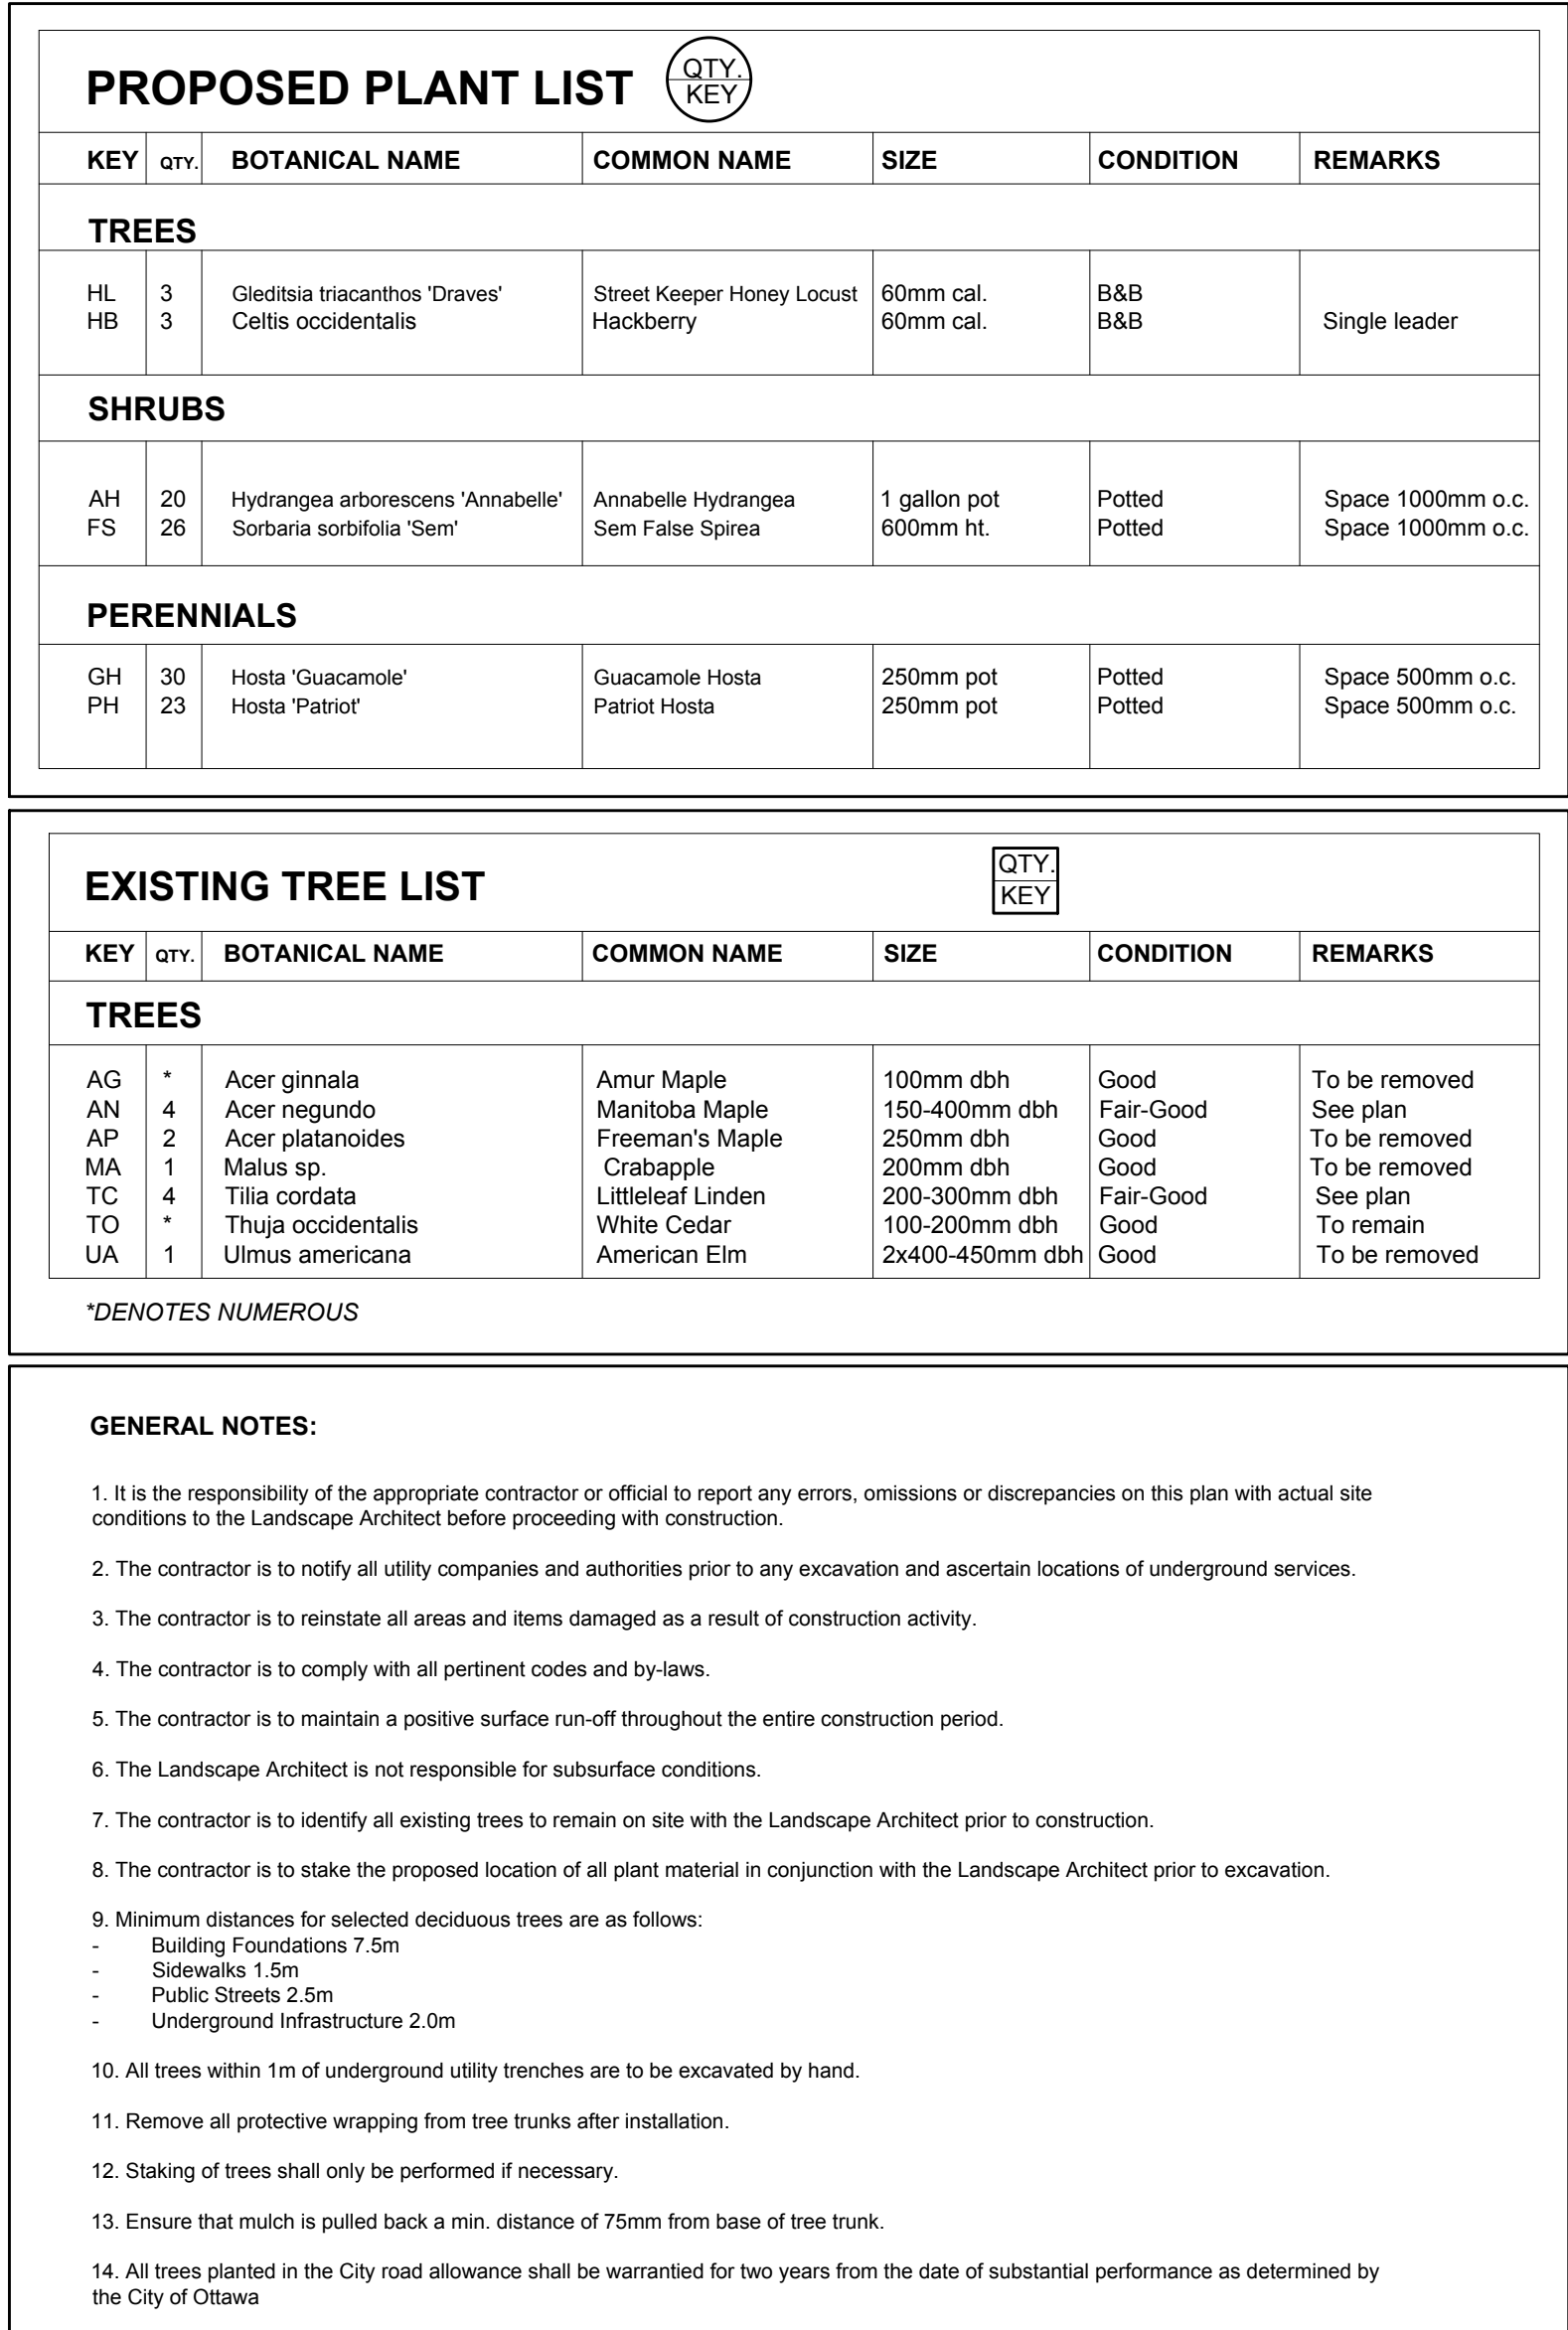 PROPOSED PLANT LIST QTY. KEY
KEY QTY. BOTANICAL NAME COMMON NAME SIZE CONDITION REMARKS
TREES
HL 3 Gleditsia triacanthos 'Draves' Street Keeper Honey Locust 60mm cal. B&B
HB 3 Celtis occidentalis Hackberry 60mm cal. B&B Single leader
SHRUBS
AH 20 Hydrangea arborescens 'Annabelle' Annabelle Hydrangea 1 gallon pot Potted Space 1000mm o.c.
FS 26 Sorbaria sorbifolia 'Sem' Sem False Spirea 600mm ht. Potted Space 1000mm o.c.
PERENNIALS
GH 30 Hosta 'Guacamole' Guacamole Hosta 250mm pot Potted Space 500mm o.c.
PH 23 Hosta 'Patriot' Patriot Hosta 250mm pot Potted Space 500mm o.c.
EXISTING TREE LIST QTY. KEY
KEY QTY. BOTANICAL NAME COMMON NAME SIZE CONDITION REMARKS
TREES
AG * Acer ginnala Amur Maple 100mm dbh Good To be removed
AN 4 Acer negundo Manitoba Maple 150-400mm dbh Fair-Good See plan
AP 2 Acer platanoides Freeman's Maple 250mm dbh Good To be removed
MA 1 Malus sp. Crabapple 200mm dbh Good To be removed
TC 4 Tilia cordata Littleleaf Linden 200-300mm dbh Fair-Good See plan
TO * Thuja occidentalis White Cedar 100-200mm dbh Good To remain
UA 1 Ulmus americana American Elm 2x400-450mm dbh Good To be removed
*DENOTES NUMEROUS
GENERAL NOTES:
1. It is the responsibility of the appropriate contractor or official to report any errors, omissions or discrepancies on this plan with actual site
conditions to the Landscape Architect before proceeding with construction.
2. The contractor is to notify all utility companies and authorities prior to any excavation and ascertain locations of underground services.
3. The contractor is to reinstate all areas and items damaged as a result of construction activity.
4. The contractor is to comply with all pertinent codes and by-laws.
5. The contractor is to maintain a positive surface run-off throughout the entire construction period.
6. The Landscape Architect is not responsible for subsurface conditions.
7. The contractor is to identify all existing trees to remain on site with the Landscape Architect prior to construction.
8. The contractor is to stake the proposed location of all plant material in conjunction with the Landscape Architect prior to excavation.
9. Minimum distances for selected deciduous trees are as follows:
- Building Foundations 7.5m
- Sidewalks 1.5m
- Public Streets 2.5m
- Underground Infrastructure 2.0m
10. All trees within 1m of underground utility trenches are to be excavated by hand.
11. Remove all protective wrapping from tree trunks after installation.
12. Staking of trees shall only be performed if necessary.
13. Ensure that mulch is pulled back a min. distance of 75mm from base of tree trunk.
14. All trees planted in the City road allowance shall be warrantied for two years from the date of substantial performance as determined by
the City of Ottawa